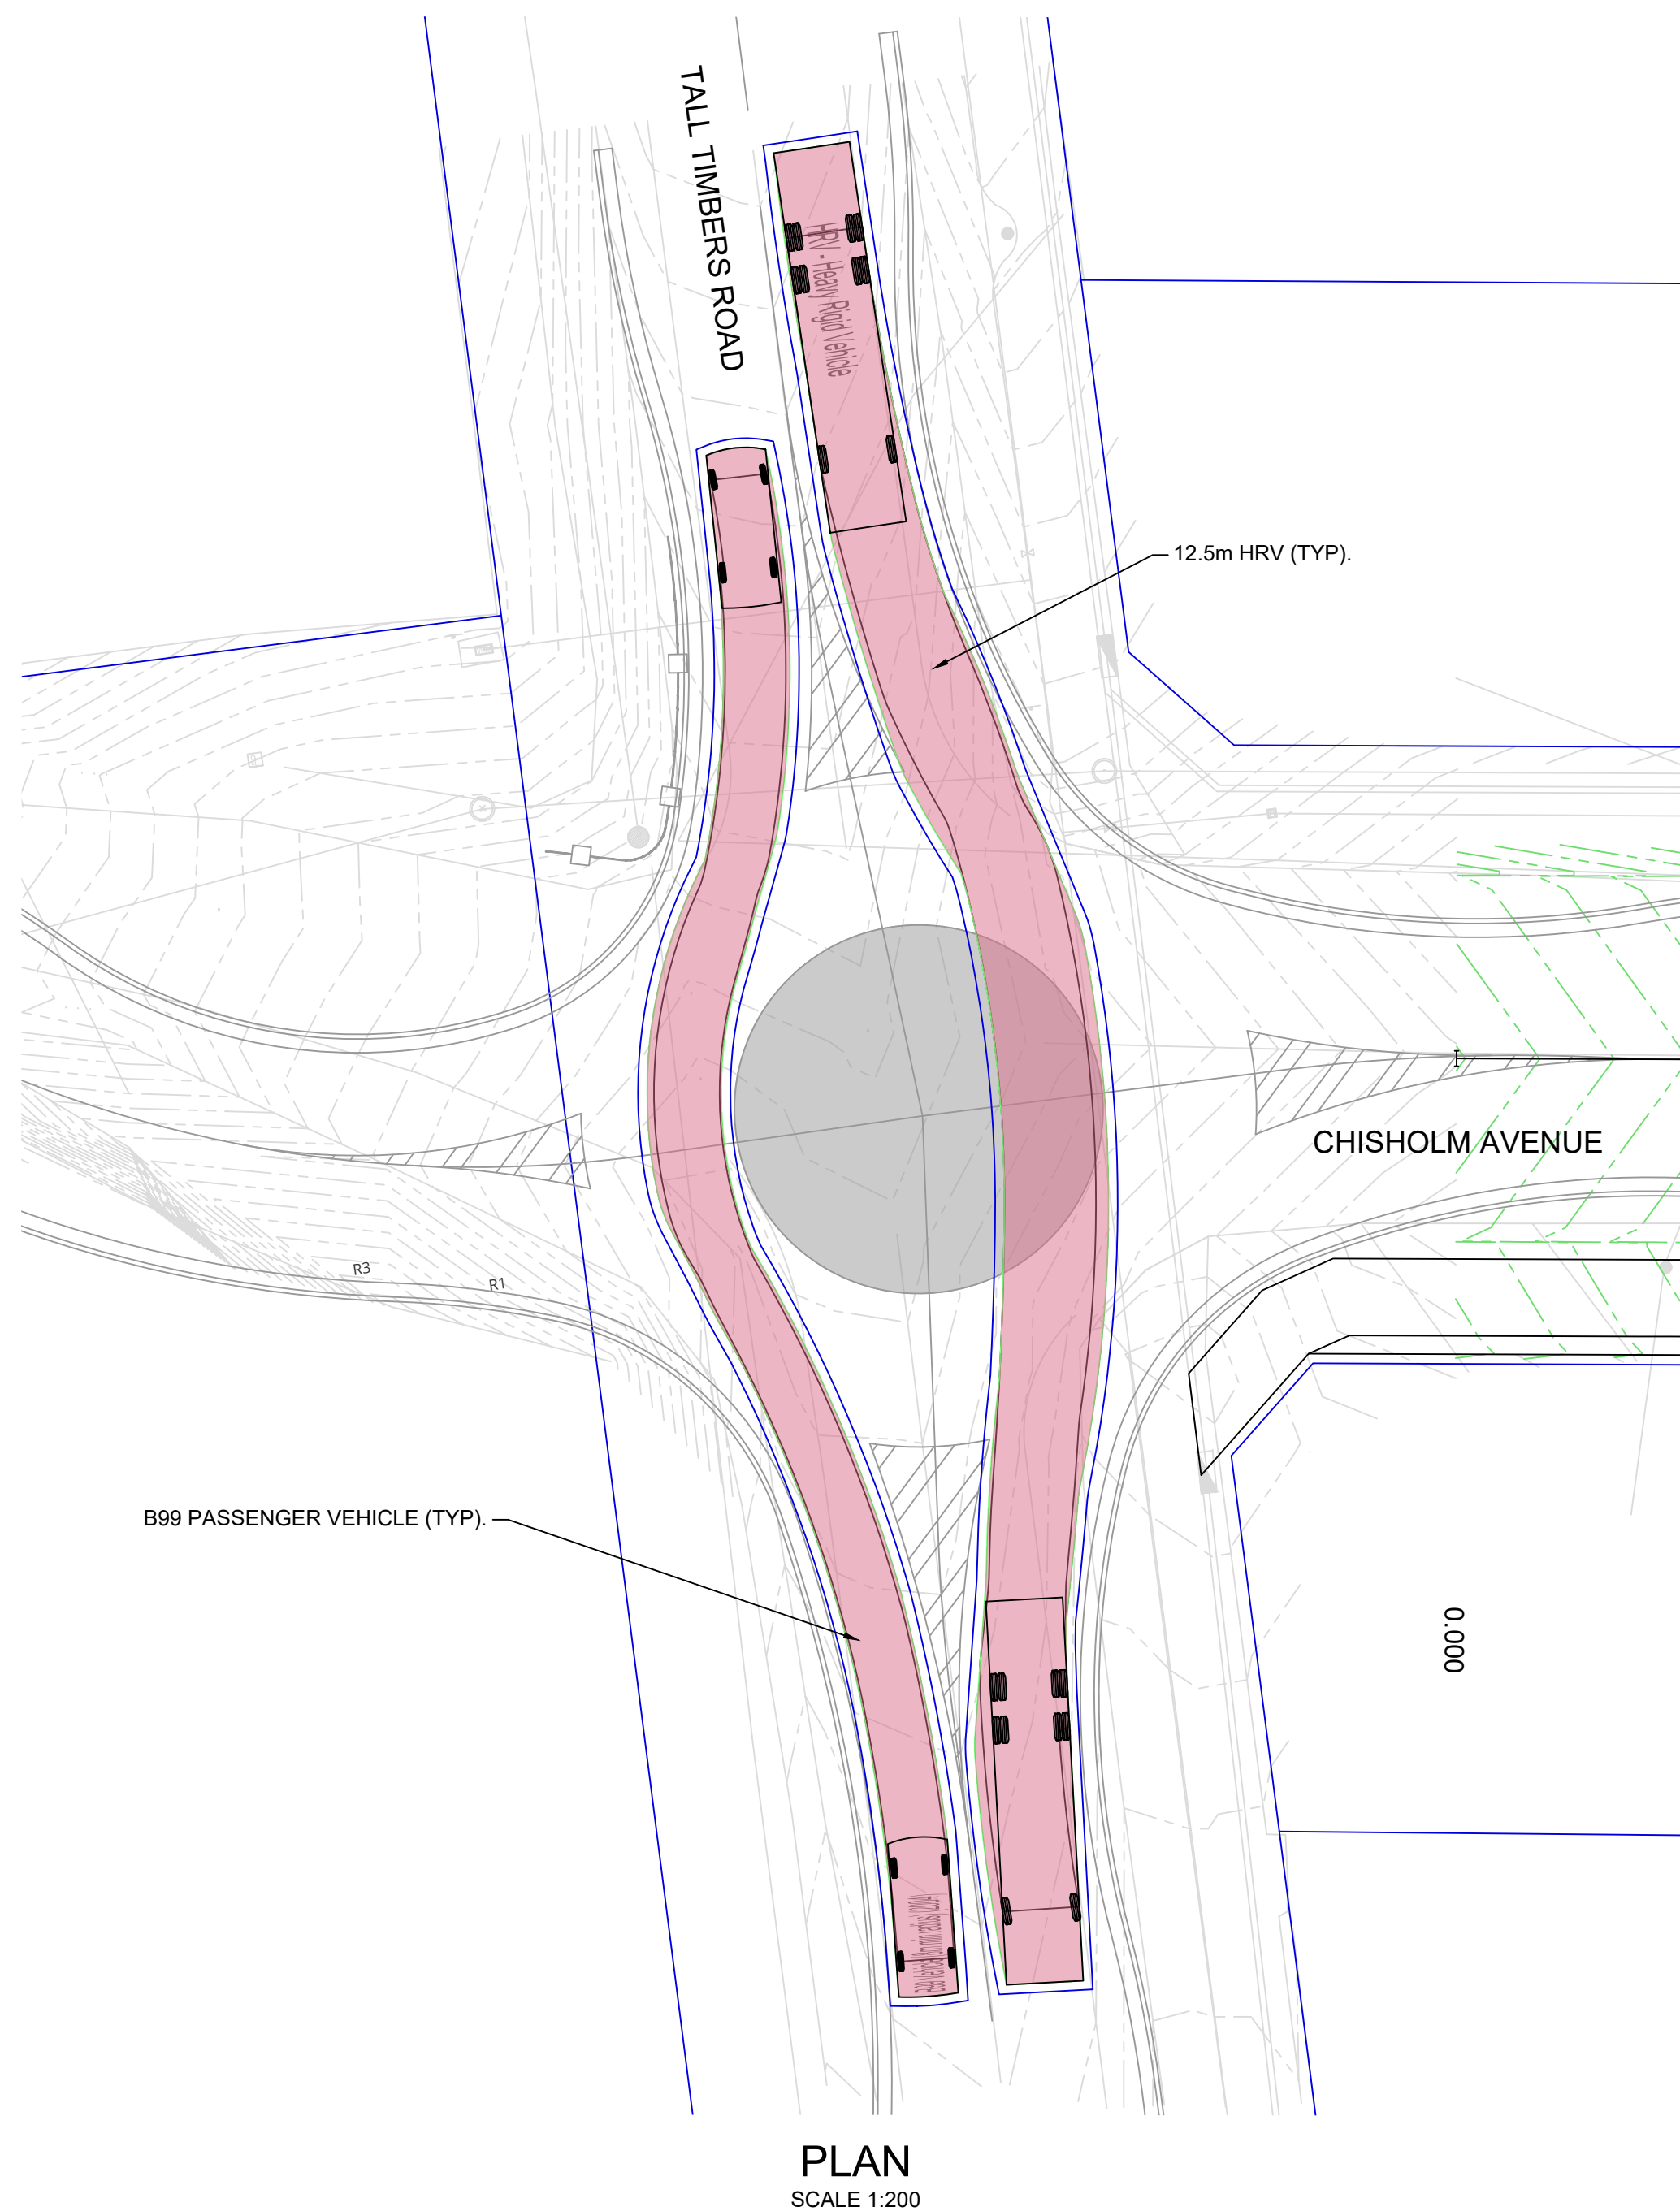 TALL TIMBERS ROAD
HRV - Heavy Rigid Vehicle
12.5m HRV (TYP).
CHISHOLM AVENUE
R3
R1
B99 PASSENGER VEHICLE (TYP).
0.000
PLAN
SCALE 1:200